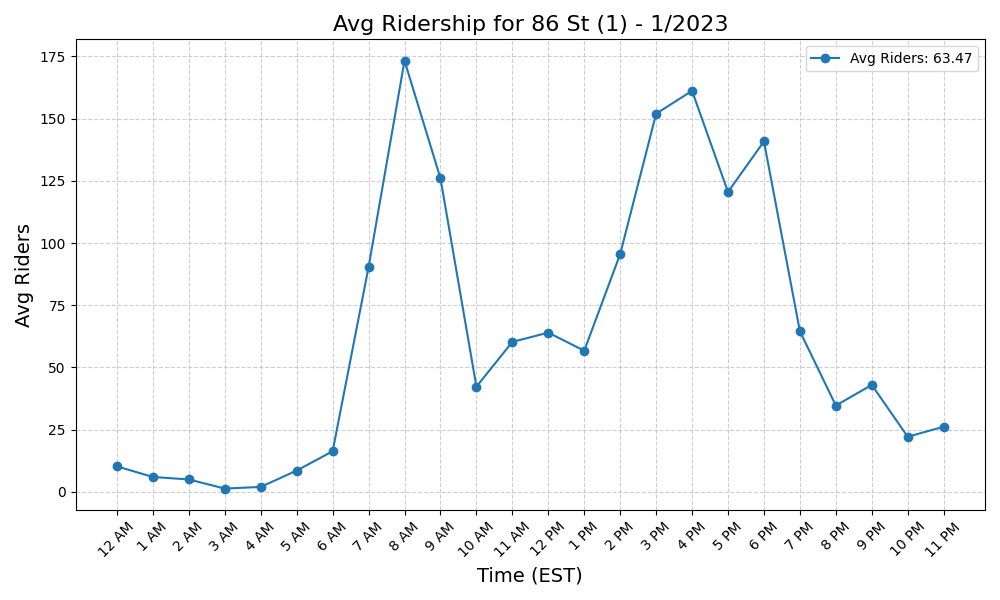 Avg Ridership for 86 St (1) - 1/2023
Avg Riders: 63.47
Avg Riders
175
150
125
100
75
50
25
0
12 AM
1 AM
2 AM
3 AM
4 AM
5 AM
6 AM
7 AM
8 AM
9 AM
10 AM
11 AM
12 PM
1 PM
2 PM
3 PM
4 PM
5 PM
6 PM
7 PM
8 PM
9 PM
10 PM
11 PM
Time (EST)